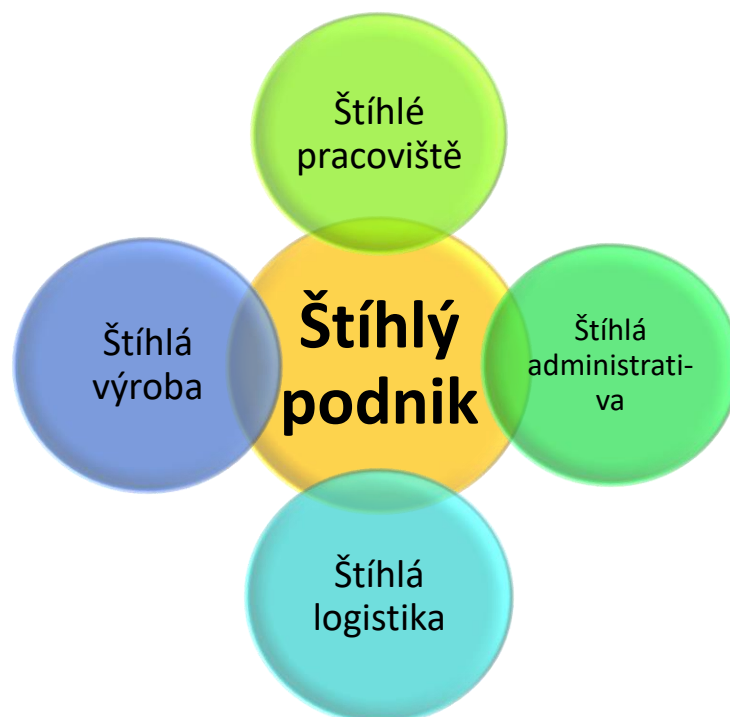 Štíhlé
pracoviště
Štíhlá
výroba
Štíhlý
podnik
Štíhlá
administrati-
va
Štíhlá
logistika